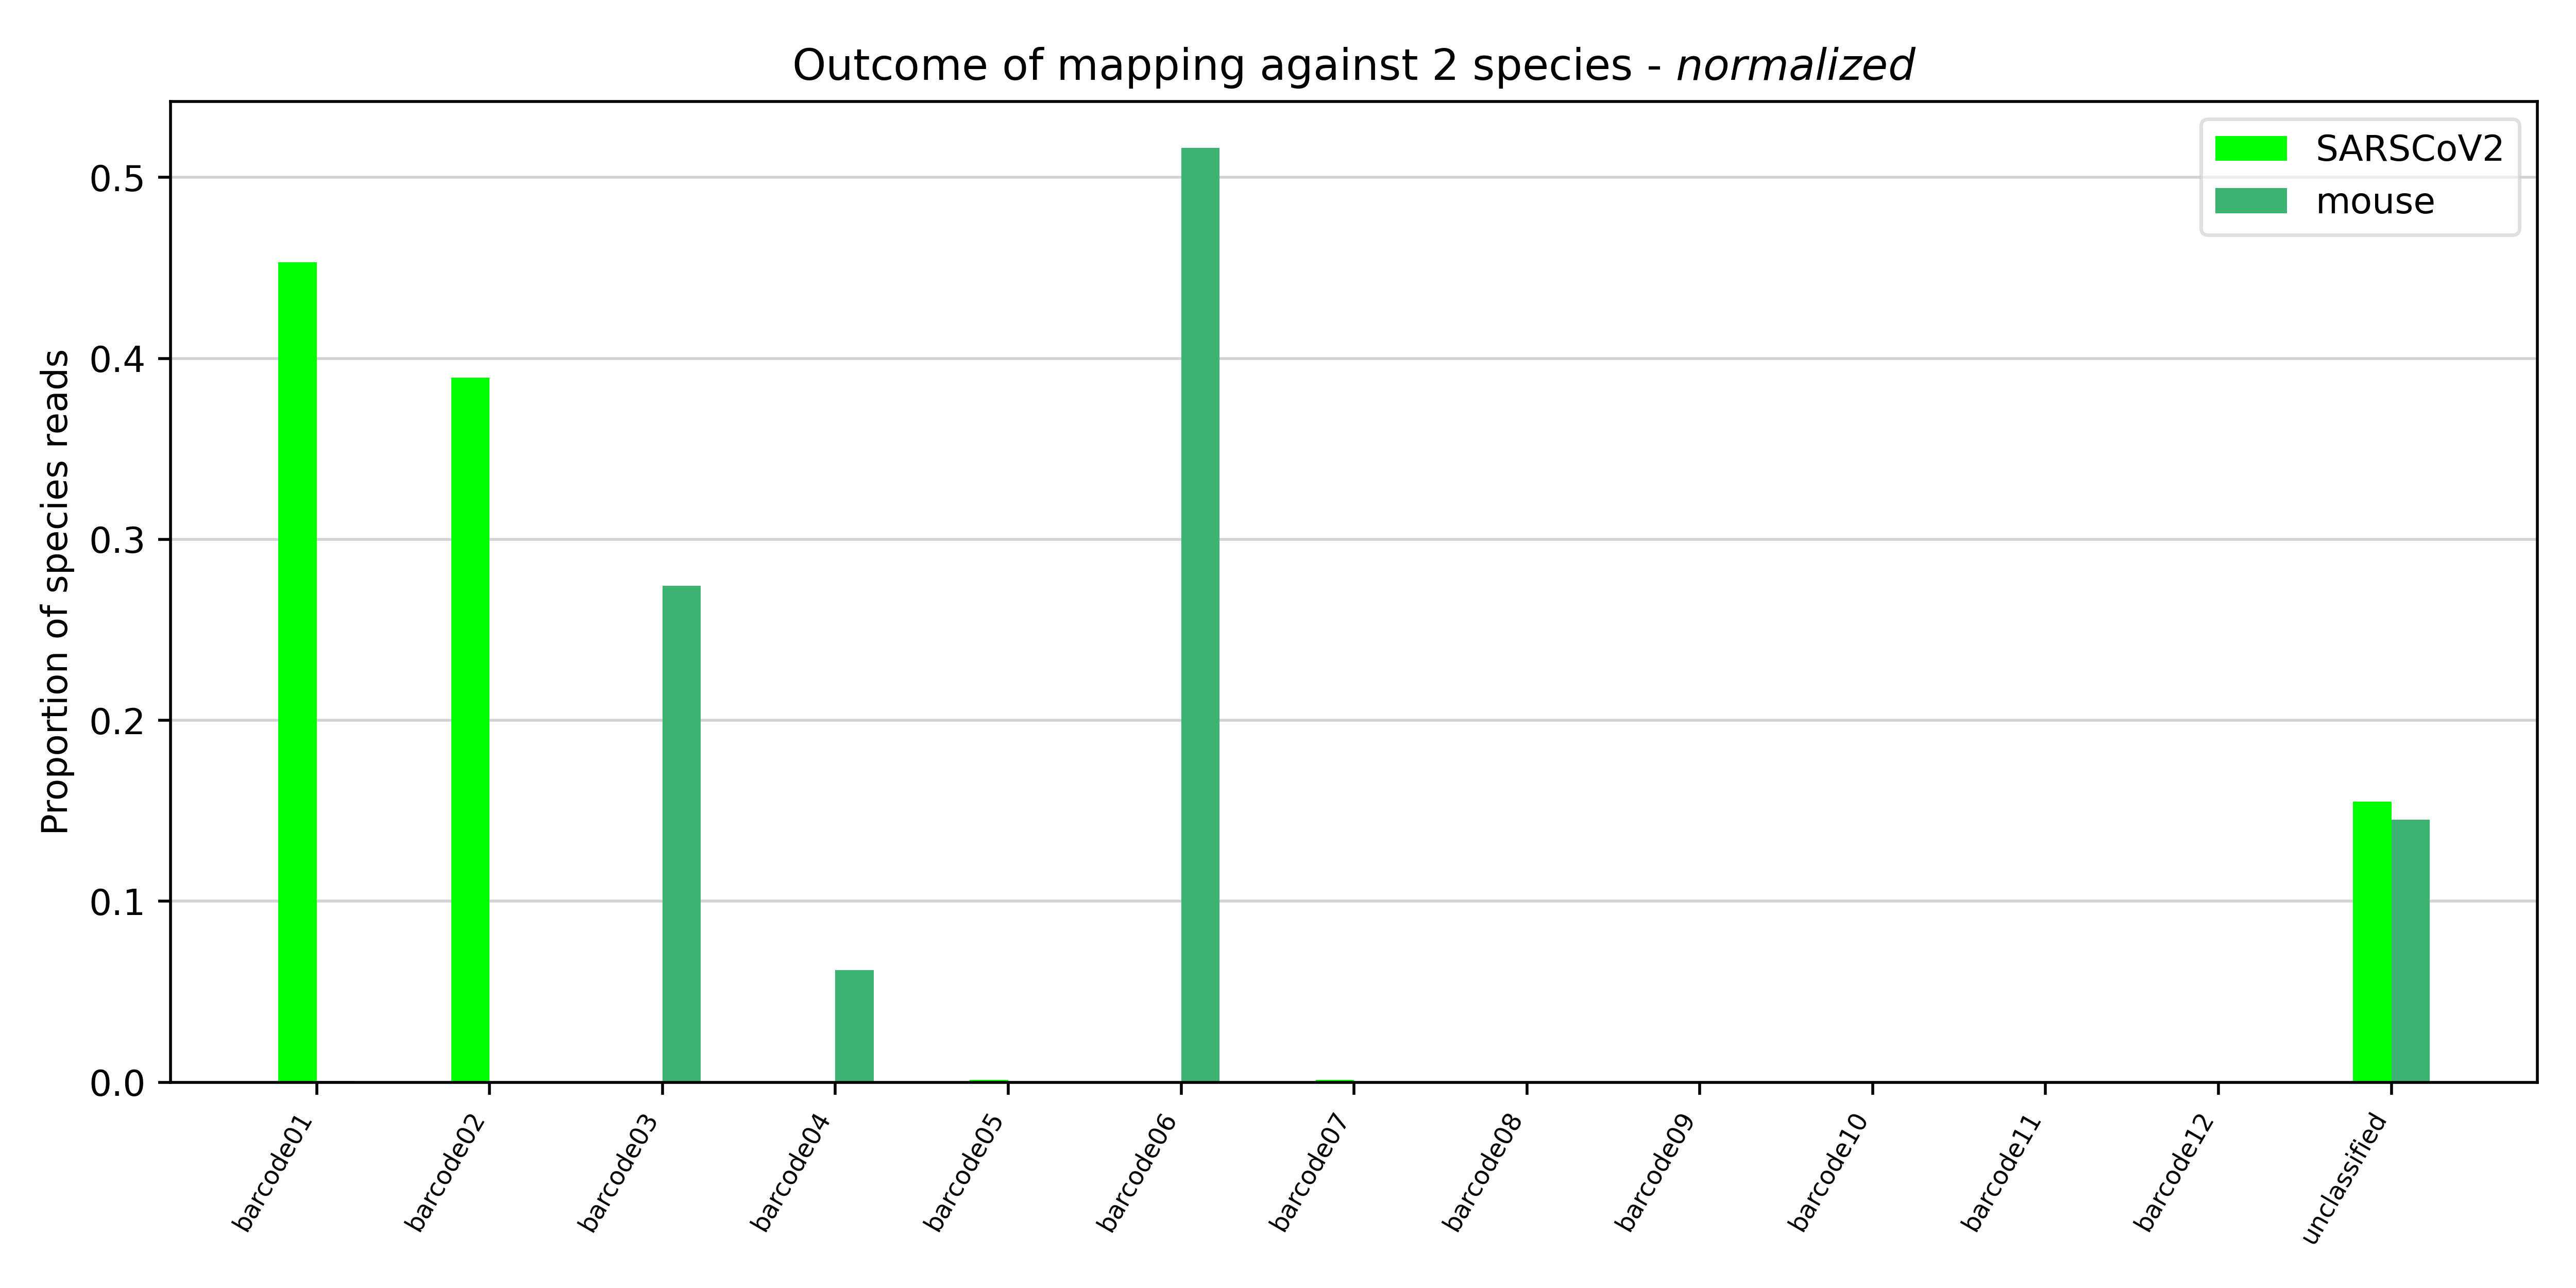 Outcome of mapping against 2 species - normalized
SARSCoV2
mouse
Proportion of species reads
0.5
0.4
0.3
0.2
0.1
0.0
barcode01
barcode02
barcode03
barcode04
barcode05
barcode06
barcode07
barcode08
barcode09
barcode10
barcode11
barcode12
unclassified